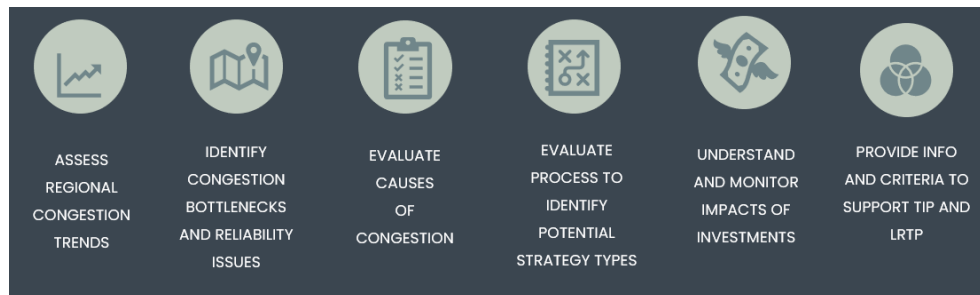 ASSESS
REGIONAL
CONGESTION
TRENDS
IDENTIFY
CONGESTION
BOTTLENECKS
AND RELIABILITY
ISSUES
EVALUATE
CAUSES
OF
CONGESTION
EVALUATE
PROCESS TO
IDENTIFY
POTENTIAL
STRATEGY TYPES
UNDERSTAND
AND MONITOR
IMPACTS OF
INVESTMENTS
PROVIDE INFO
AND CRITERIA TO
SUPPORT TIP AND
LRTP